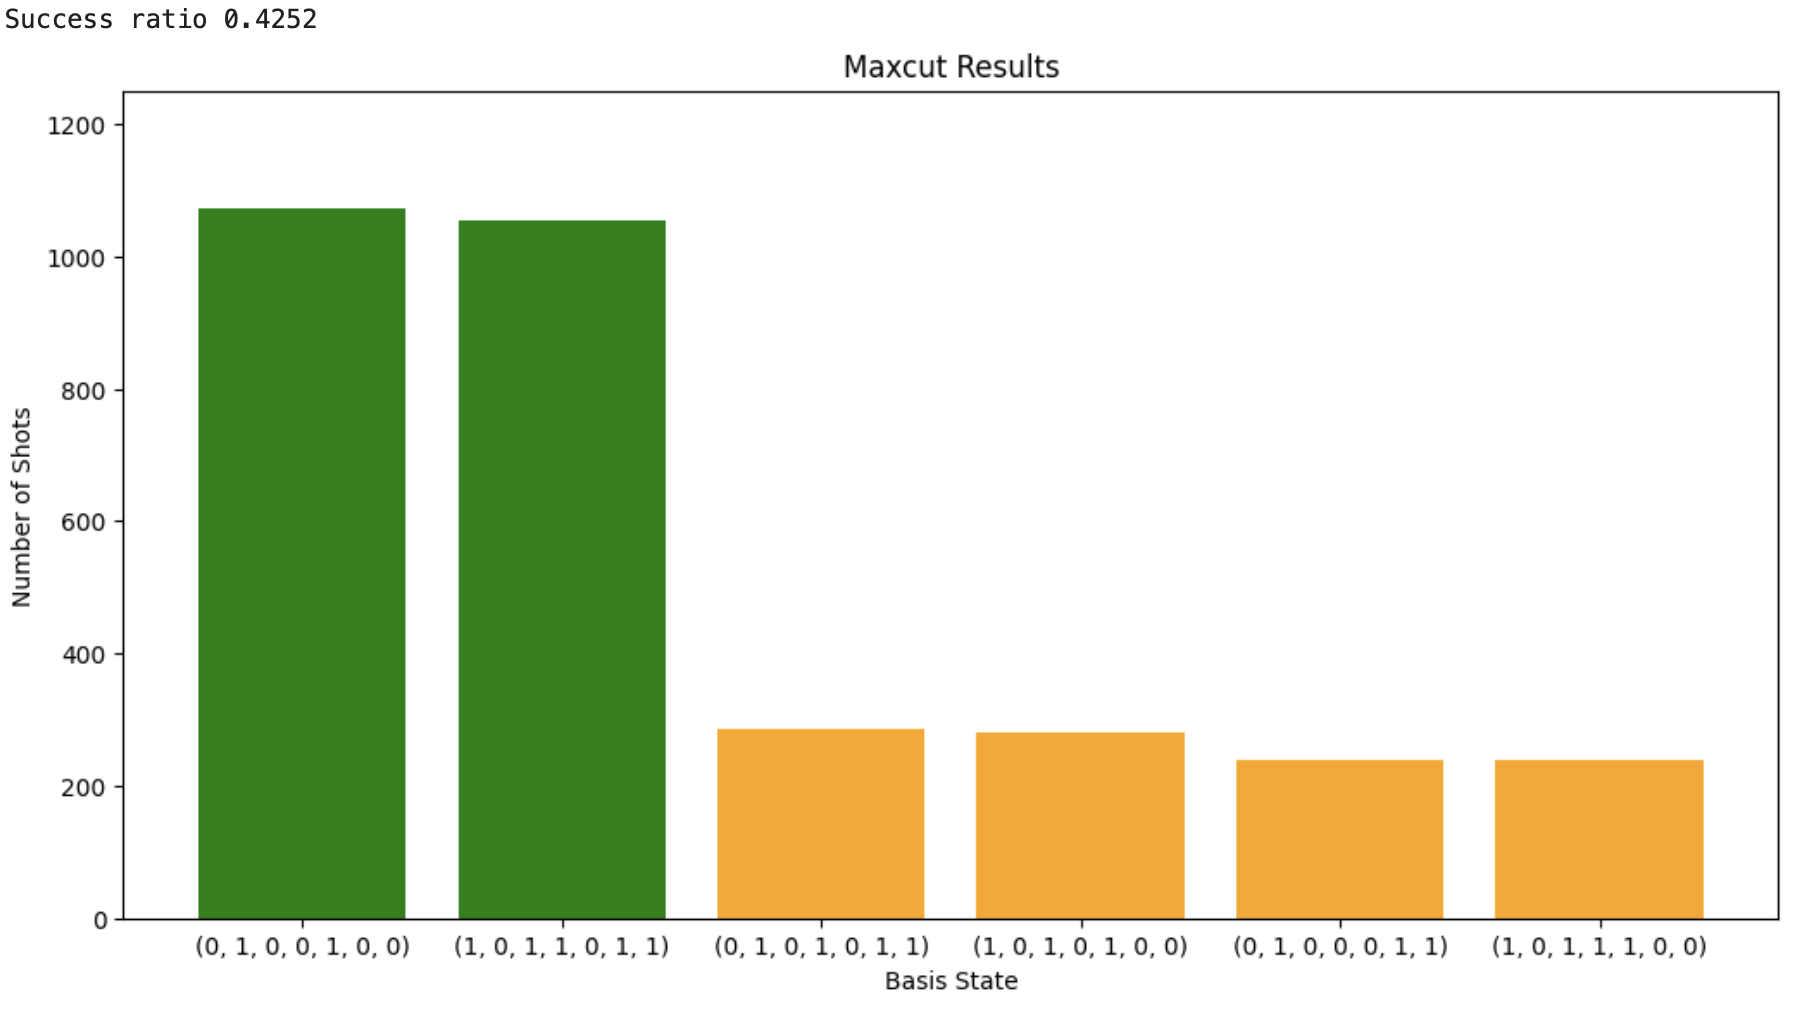 Success ratio 0.4252
Maxcut Results
1200
1000
800
600
400
200
0
Number of Shots
(0, 1, 0, 0, 1, 0, 0) (1, 0, 1, 1, 0, 1, 1) (0, 1, 0, 1, 0, 1, 1) (1, 0, 1, 0, 1, 0, 0) (0, 1, 0, 0, 0, 1, 1) (1, 0, 1, 1, 1, 0, 0)
Basis State